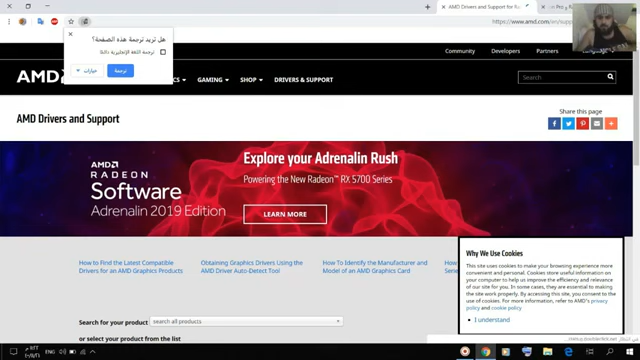 AMD Drivers and Support for
https://www.amd.com/en/suppo
هل تريد ترجمة هذه الصفحة؟
ترجمة اللغة الإنجليزية دائمًا
ترجمة
خيارات
Community
Developers
Partners
AMD
GAMING
SHOP
DRIVERS & SUPPORT
Search
AMD Drivers and Support
Share this page
AMD
RADEON
Software
Adrenalin 2019 Edition
Explore your Adrenalin Rush
Powering the New Radeon™ RX 5700 Series
LEARN MORE
How to Find the Latest Compatible
Drivers for an AMD Graphics Products
Obtaining Graphics Drivers Using the
AMD Driver Auto-Detect Tool
How To Identify the Manufacturer and
Model of an AMD Graphics Card
Search for your product
search all products
or select your product from the list
Why We Use Cookies
This site uses cookies to make your browsing experience more
convenient and personal. Cookies store useful information on
your computer to help us improve the efficiency and relevance
of our site for you. In some cases, they are essential to making
the site work properly. By accessing this site, you consent to
the use of cookies. For more information, refer to AMD's privacy
policy and cookie policy
I understand
ENG